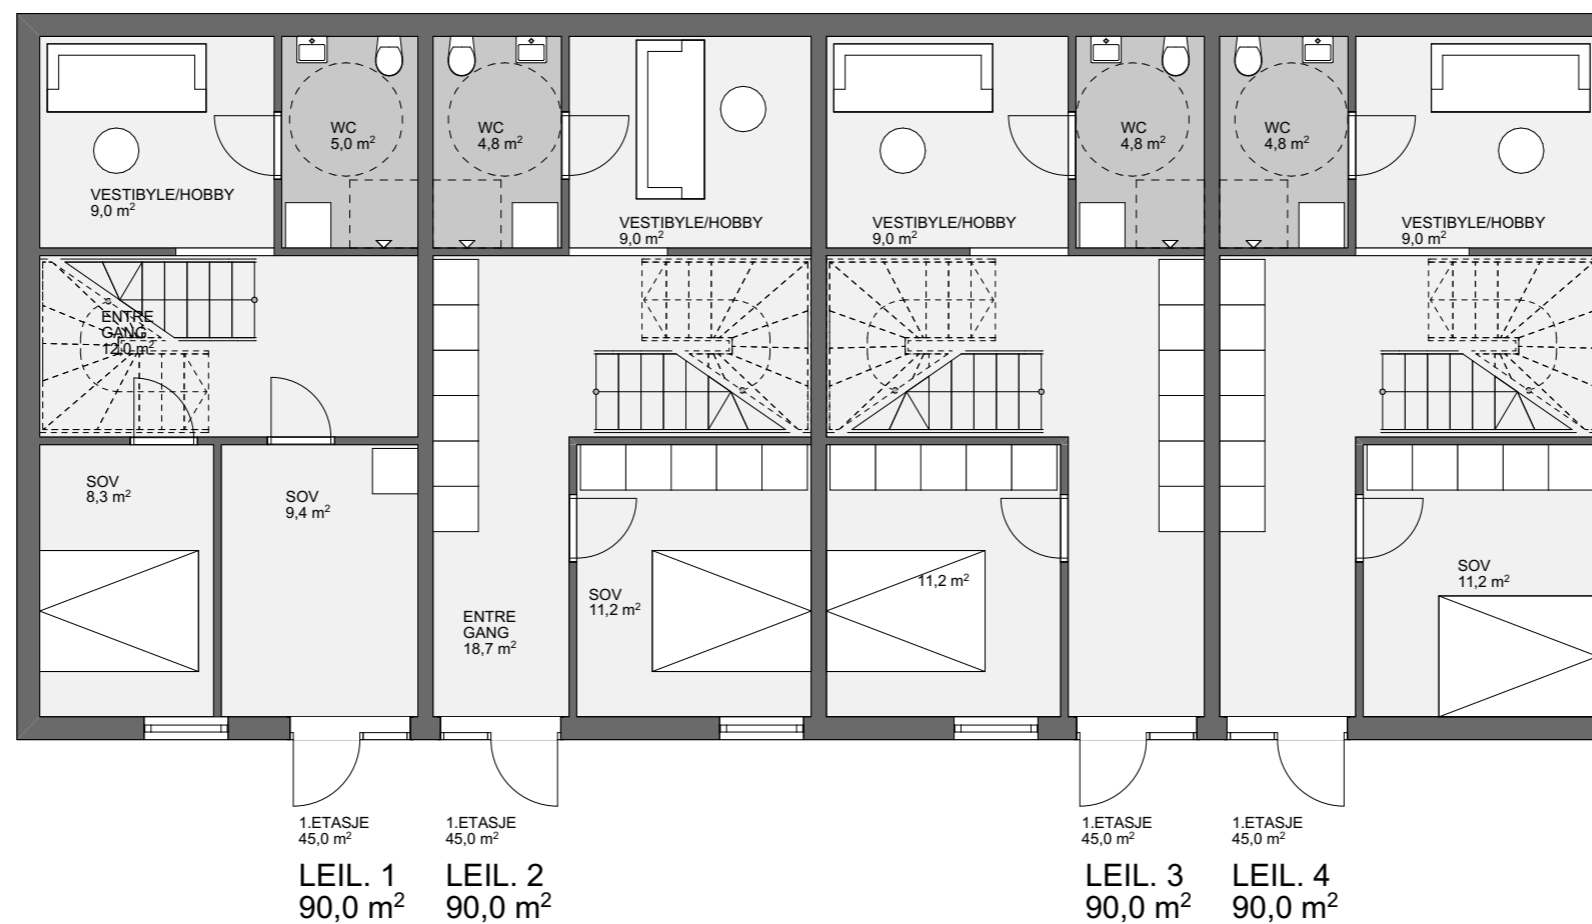 WC
5,0 m²
WC
4,8 m²
WC
4,8 m²
WC
4,8 m²
VESTIBYLE/HOBBY
9,0 m²
VESTIBYLE/HOBBY
9,0 m²
VESTIBYLE/HOBBY
9,0 m²
VESTIBYLE/HOBBY
9,0 m²
ENTRE
GANG
12,0 m²
SOV
8,3 m²
SOV
9,4 m²
SOV
11,2 m²
11,2 m²
SOV
11,2 m²
ENTRE
GANG
18,7 m²
1.ETASJE
45,0 m²
LEIL. 1
90,0 m²
1.ETASJE
45,0 m²
LEIL. 2
90,0 m²
1.ETASJE
45,0 m²
LEIL. 3
90,0 m²
1.ETASJE
45,0 m²
LEIL. 4
90,0 m²